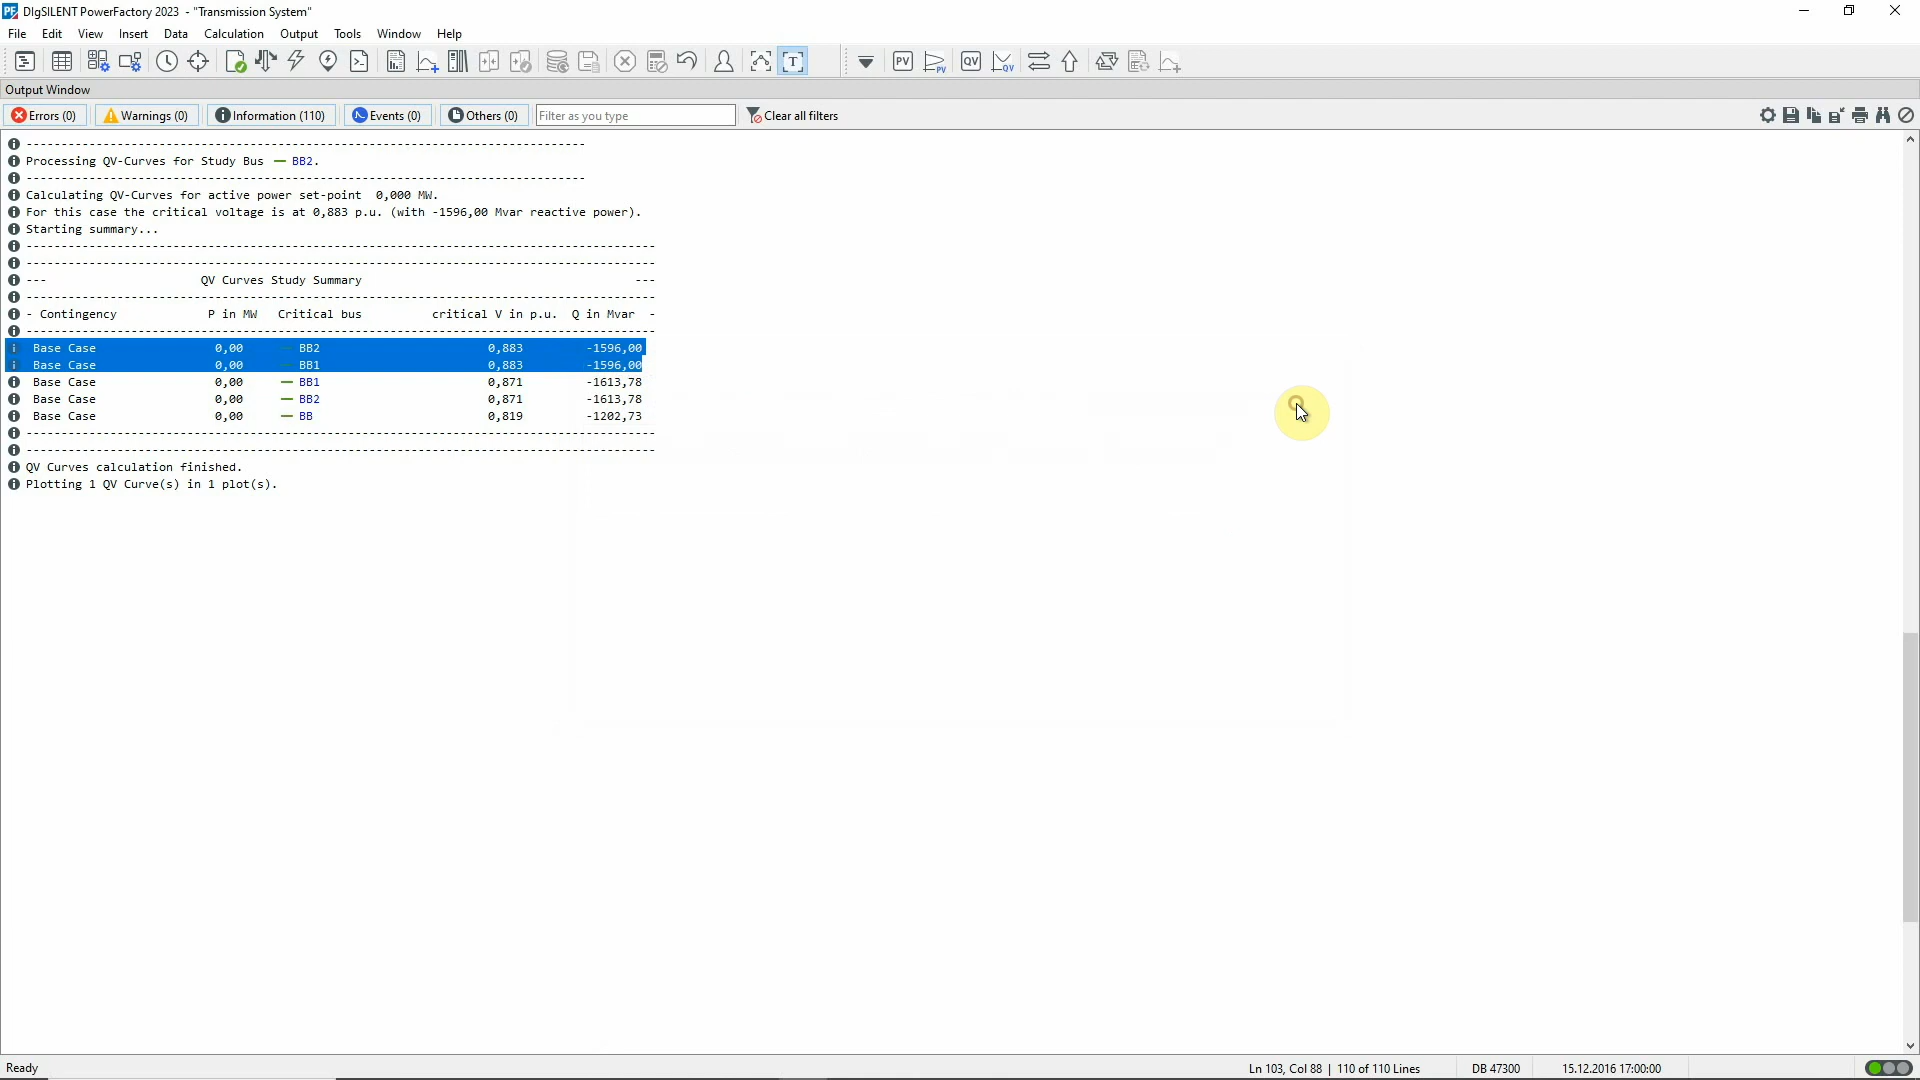 DIgSILENT PowerFactory 2023 - "Transmission System"
File Edit View Insert Data Calculation Output Tools Window Help
PV PV QV QV T
Output Window
Errors (0) Warnings (0) Information (110) Events (0) Others (0) Filter as you type Clear all filters
--------------------------------------------------------------------------------
Processing QV-Curves for Study Bus — BB2.
--------------------------------------------------------------------------------
Calculating QV-Curves for active power set-point 0,000 MW.
For this case the critical voltage is at 0,883 p.u. (with -1596,00 Mvar reactive power).
Starting summary...
------------------------------------------------------------------------------------------
------------------------------------------------------------------------------------------
--- QV Curves Study Summary ---
------------------------------------------------------------------------------------------
- Contingency P in MW Critical bus critical V in p.u. Q in Mvar -
------------------------------------------------------------------------------------------
Base Case 0,00 — BB2 0,883 -1596,00
Base Case 0,00 — BB1 0,883 -1596,00
Base Case 0,00 — BB1 0,871 -1613,78
Base Case 0,00 — BB2 0,871 -1613,78
Base Case 0,00 — BB 0,819 -1202,73
------------------------------------------------------------------------------------------
------------------------------------------------------------------------------------------
QV Curves calculation finished.
Plotting 1 QV Curve(s) in 1 plot(s).
Ready Ln 103, Col 88 | 110 of 110 Lines DB 47300 15.12.2016 17:00:00